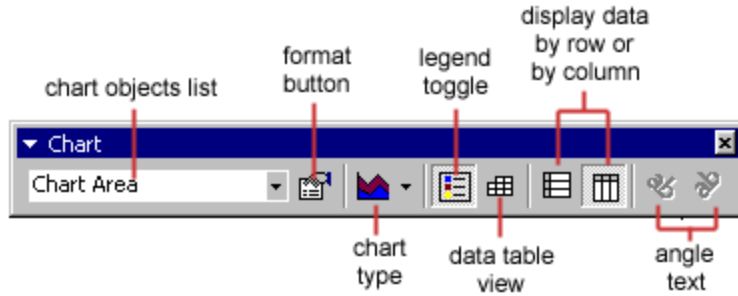 display data
by row or
by column
format
button
legend
toggle
chart objects list
Chart
Chart Area
chart
type
data table
view
angle
text